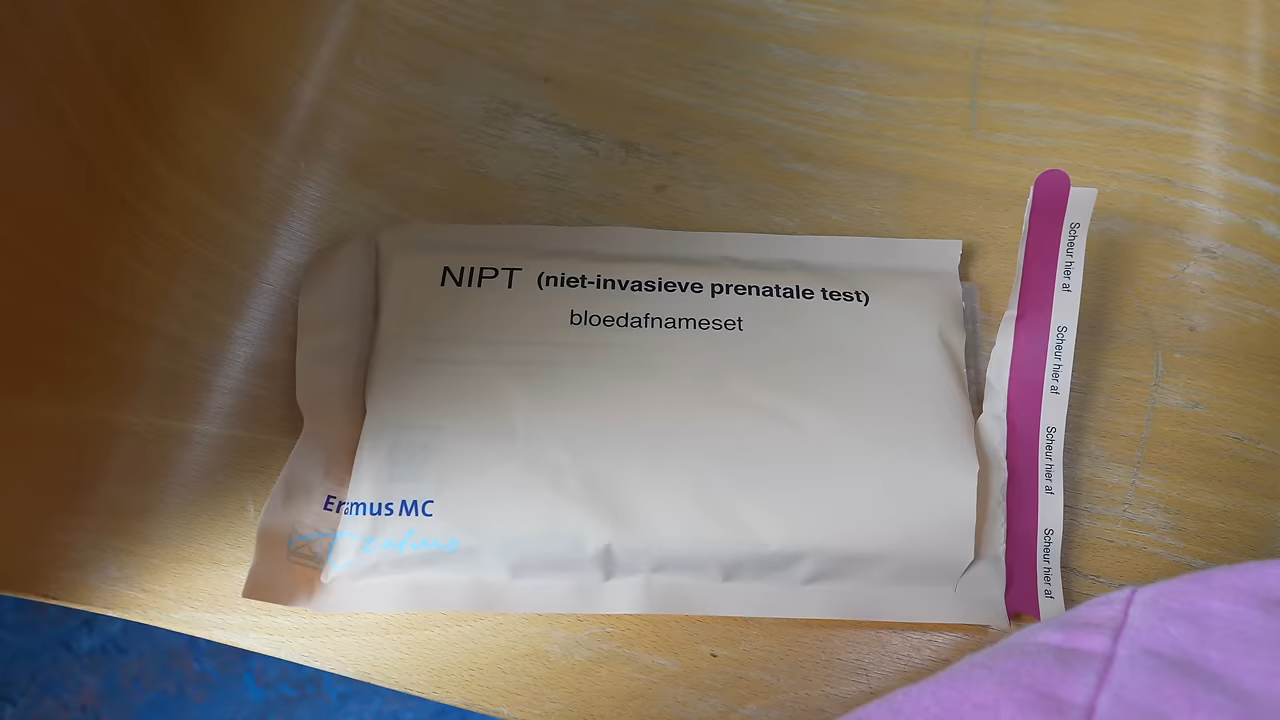 NIPT (niet-invasieve prenatale test)
bloedafnameset
Erasmus MC
Scheur hier af
Scheur hier af
Scheur hier af
Scheur hier af